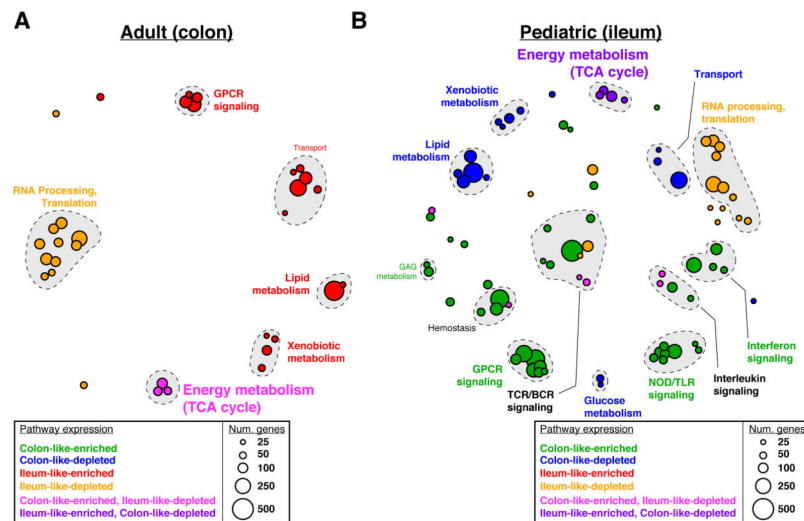 A
Adult (colon)
GPCR
signaling
Transport
RNA Processing,
Translation
Lipid
metabolism
Xenobiotic
metabolism
Energy metabolism
(TCA cycle)
Pathway expression
Num. genes
Colon-like-enriched
Colon-like-depleted
Ileum-like-enriched
Ileum-like-depleted
Colon-like-enriched, Ileum-like-depleted
Ileum-like-enriched, Colon-like-depleted
25
50
100
250
500
B
Pediatric (ileum)
Energy metabolism
(TCA cycle)
Xenobiotic
metabolism
Transport
RNA processing,
translation
Lipid
metabolism
GAG
metabolism
Hemostasis
GPCR
signaling
TCR/BCR
signaling
Glucose
metabolism
NOD/TLR
signaling
Interleukin
signaling
Interferon
signaling
Pathway expression
Num. genes
Colon-like-enriched
Colon-like-depleted
Ileum-like-enriched
Ileum-like-depleted
Colon-like-enriched, Ileum-like-depleted
Ileum-like-enriched, Colon-like-depleted
25
50
100
250
500